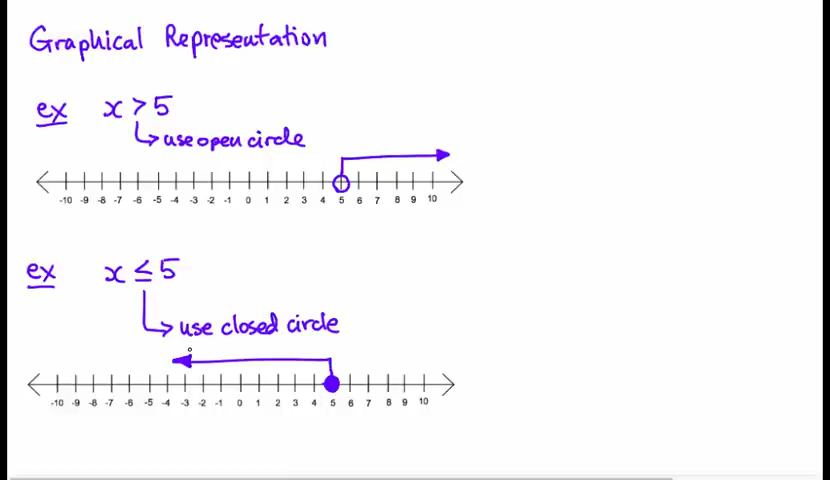 Graphical Representation
ex x > 5
↳ use open circle
-10 -9 -8 -7 -6 -5 -4 -3 -2 -1 0 1 2 3 4 5 6 7 8 9 10
ex x ≤ 5
↳ use closed circle
-10 -9 -8 -7 -6 -5 -4 -3 -2 -1 0 1 2 3 4 5 6 7 8 9 10